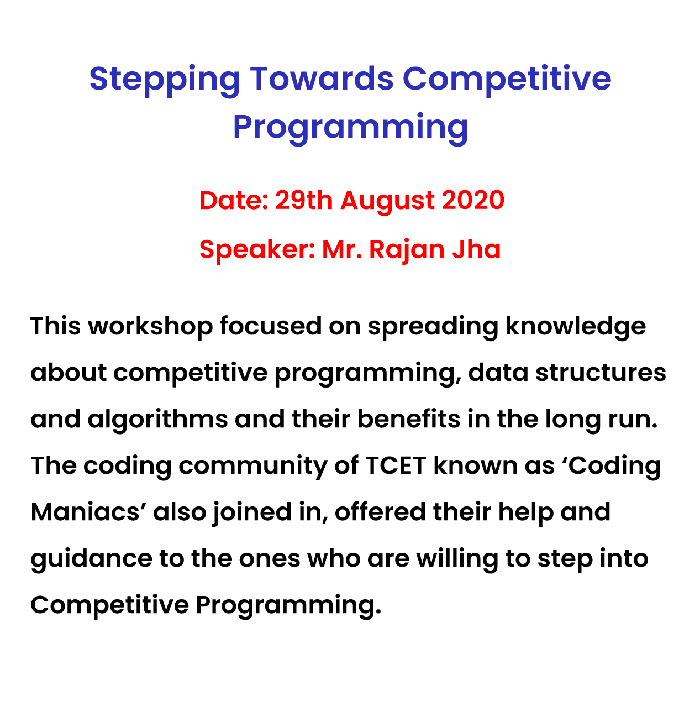 Stepping Towards Competitive
Programming
Date: 29th August 2020
Speaker: Mr. Rajan Jha
This workshop focused on spreading knowledge
about competitive programming, data structures
and algorithms and their benefits in the long run.
The coding community of TCET known as ‘Coding
Maniacs’ also joined in, offered their help and
guidance to the ones who are willing to step into
Competitive Programming.